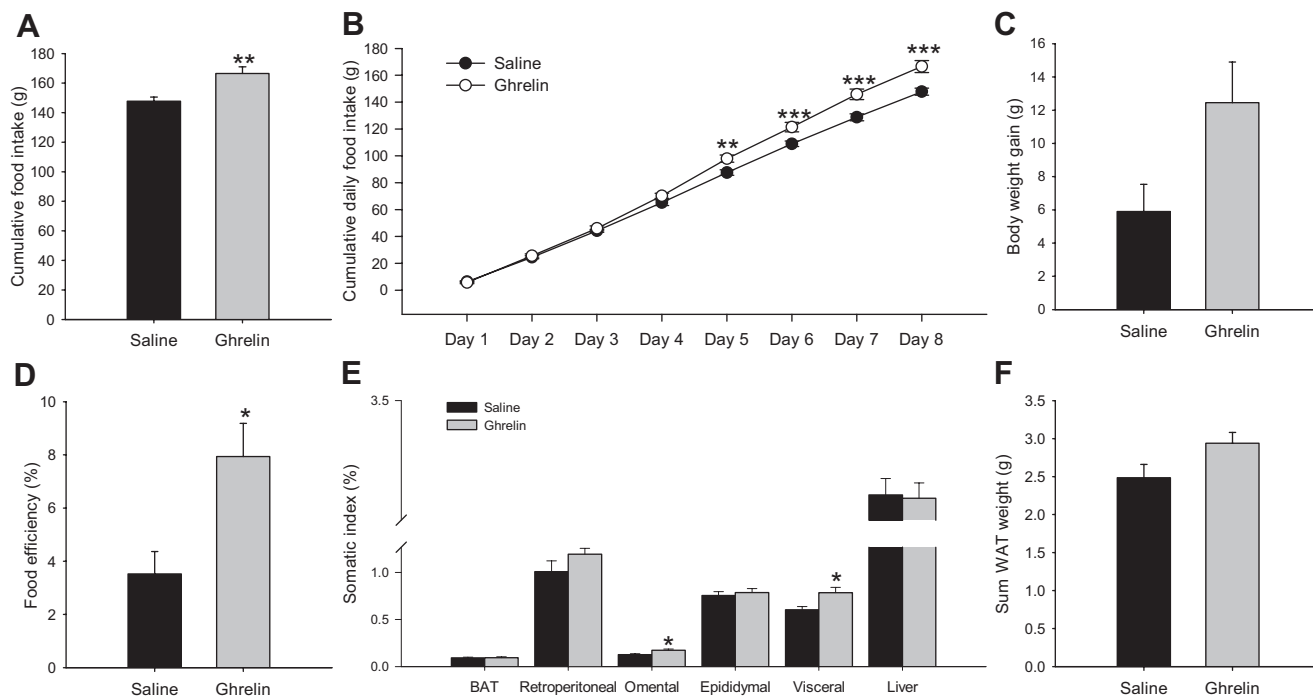 A
Cumulative food intake (g)
180
160
140
120
100
80
60
40
20
0
**
Saline Ghrelin
B
Cumulative daily food intake (g)
180
160
140
120
100
80
60
40
20
0
Saline
Ghrelin
** *** *** ***
Day 1 Day 2 Day 3 Day 4 Day 5 Day 6 Day 7 Day 8
C
Body weight gain (g)
16
14
12
10
8
6
4
2
0
Saline Ghrelin
D
Food efficiency (%)
10
8
6
4
2
0
*
Saline Ghrelin
E
Somatic index (%)
3.5
1.0
0.5
0.0
Saline
Ghrelin
* *
BAT Retroperitoneal Omental Epididymal Visceral Liver
F
Sum WAT weight (g)
3.5
3.0
2.5
2.0
1.5
1.0
0.5
0.0
Saline Ghrelin